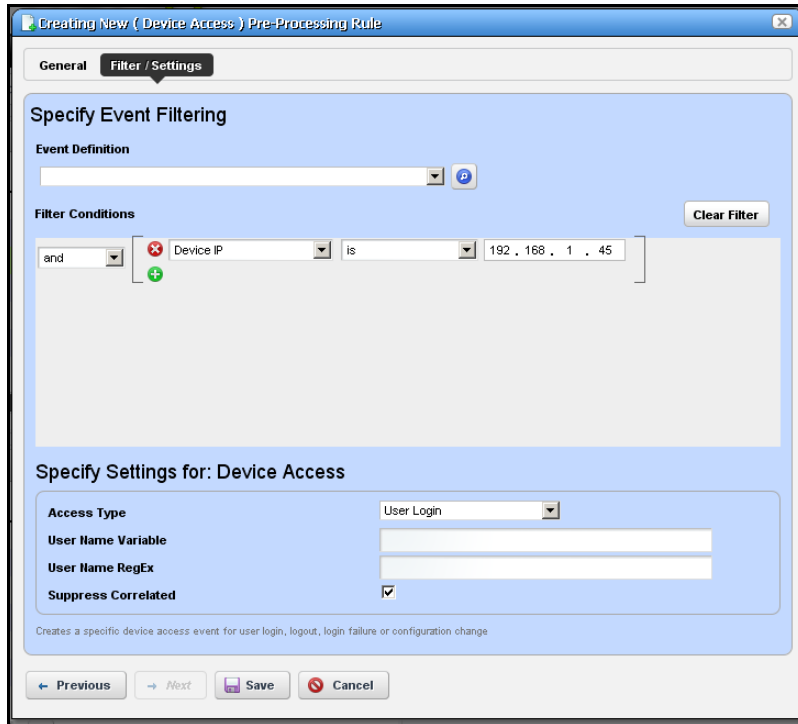 Creating New ( Device Access ) Pre-Processing Rule
General Filter / Settings
Specify Event Filtering
Event Definition
Filter Conditions
Clear Filter
and Device IP is 192 . 168 . 1 . 45
Specify Settings for: Device Access
Access Type User Login
User Name Variable
User Name RegEx
Suppress Correlated
Creates a specific device access event for user login, logout, login failure or configuration change
Previous Next Save Cancel